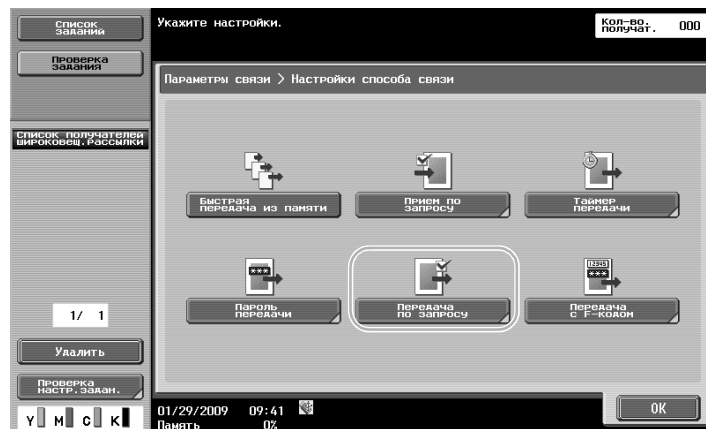 Список
заданий
Проверка
задания
Список получателей
широковещ.рассылки
1/ 1
Удалить
Проверка
настр.задан.
Y M C K
Укажите настройки.
Кол-во.
получат. 000
Параметры связи > Настройки способа связи
Быстрая
передача из памяти
Прием по
запросу
Таймер
передачи
***
Пароль
передачи
Передача
по запросу
12345
***
Передача
с F-кодом
01/29/2009 09:41
Память 0%
OK